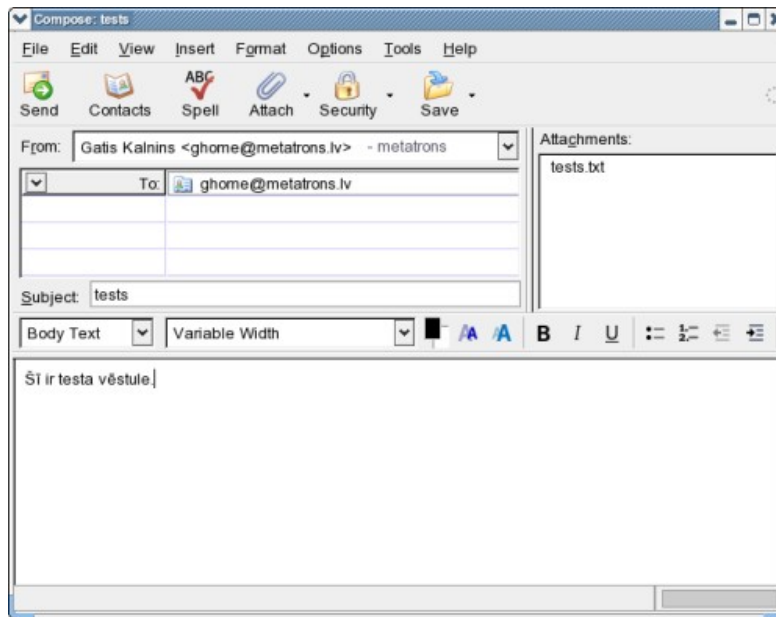 Compose: tests
File Edit View Insert Format Options Tools Help
ABC
Send Contacts Spell Attach Security Save
From: Gatis Kalnins <ghome@metatrons.lv> - metatrons
Attachments:
tests.txt
To: ghome@metatrons.lv
Subject: tests
Body Text Variable Width A A A B I U
Šī ir testa vēstule.